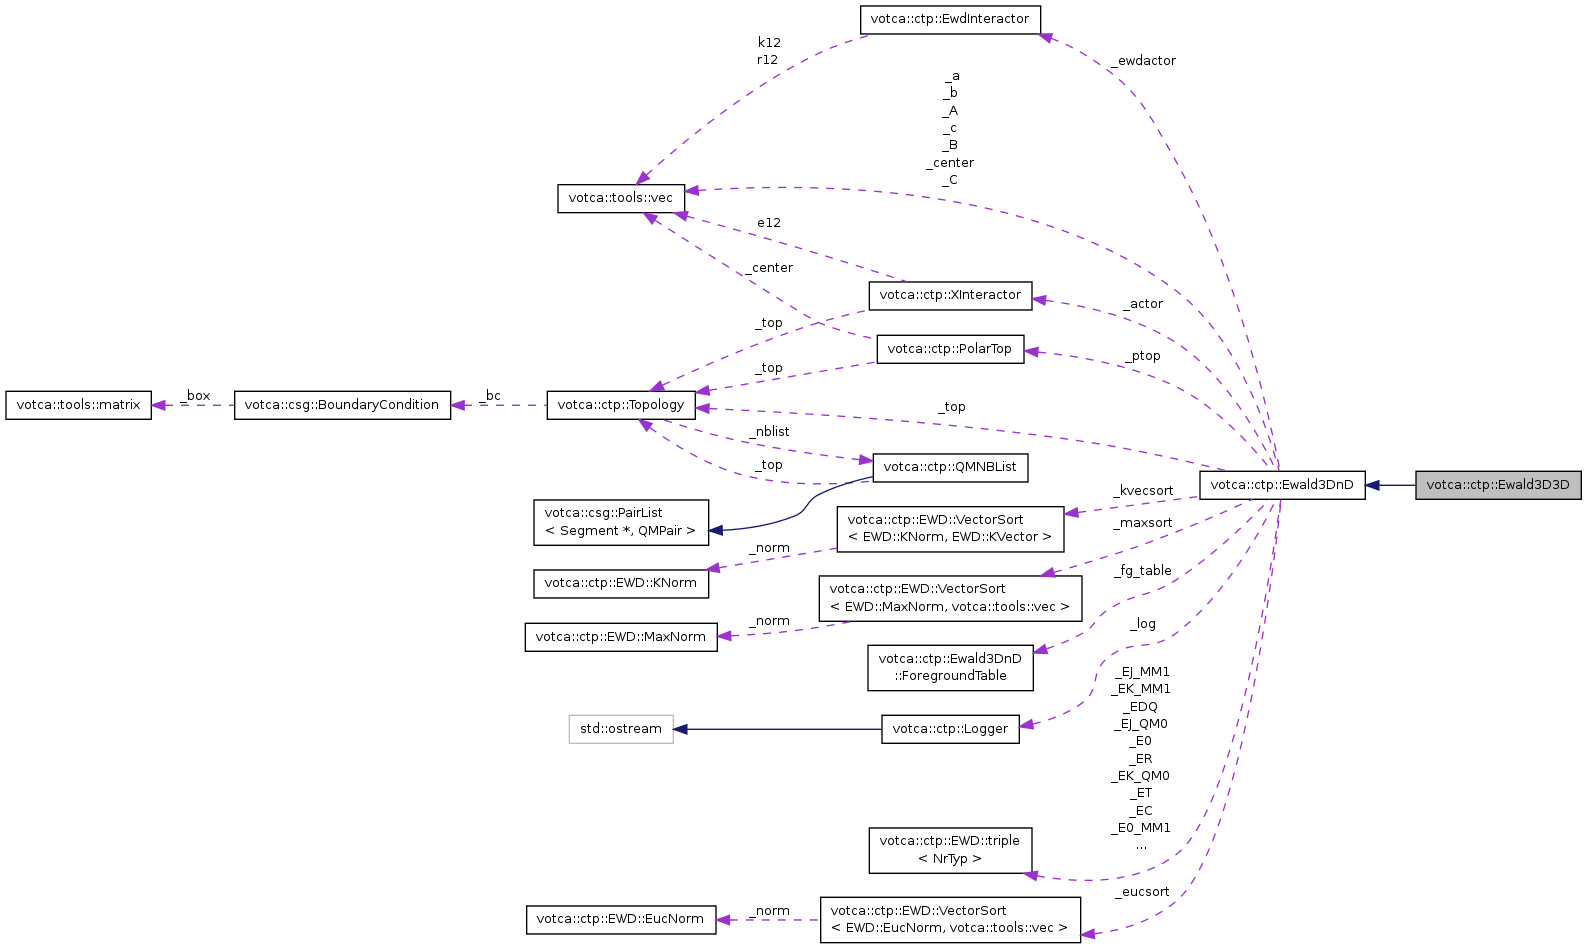 votca::ctp::EwdInteractor
k12
r12
_ewdactor
_a
_b
_A
_c
_B
_center
_C
votca::tools::vec
e12
_center
votca::ctp::XInteractor
_actor
_top
votca::ctp::PolarTop
_ptop
_top
votca::tools::matrix
_box
votca::csg::BoundaryCondition
_bc
votca::ctp::Topology
_top
_nblist
_top
votca::ctp::QMNBList
votca::ctp::Ewald3DnD
votca::ctp::Ewald3D3D
_kvecsort
votca::csg::PairList
< Segment *, QMPair >
votca::ctp::EWD::VectorSort
< EWD::KNorm, EWD::KVector >
_maxsort
_norm
votca::ctp::EWD::KNorm
_fg_table
votca::ctp::EWD::VectorSort
< EWD::MaxNorm, votca::tools::vec >
_norm
votca::ctp::EWD::MaxNorm
_log
votca::ctp::Ewald3DnD
::ForegroundTable
std::ostream
votca::ctp::Logger
_EJ_MM1
_EK_MM1
_EDQ
_EJ_QM0
_E0
_ER
_EK_QM0
_ET
_EC
_E0_MM1
...
votca::ctp::EWD::triple
< NrTyp >
_eucsort
votca::ctp::EWD::EucNorm
_norm
votca::ctp::EWD::VectorSort
< EWD::EucNorm, votca::tools::vec >